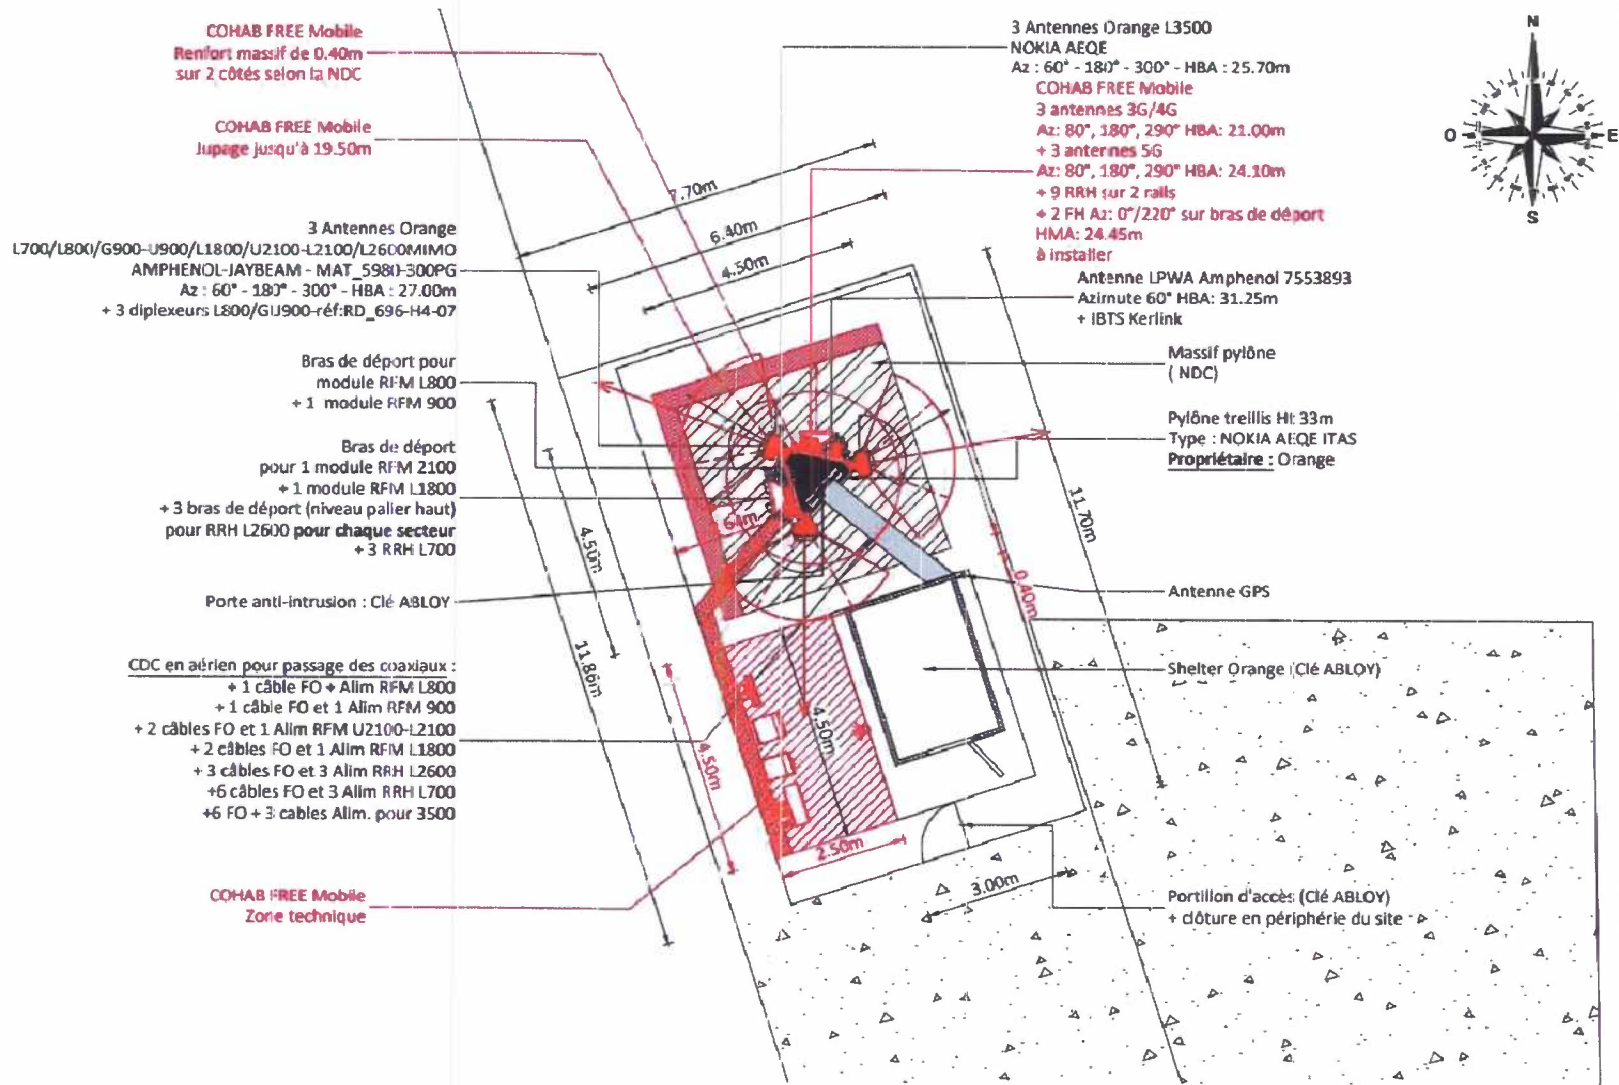 COHAB FREE Mobile
Renfort massif de 0.40m
sur 2 côtés selon la NDC
COHAB FREE Mobile
Jupage jusqu'à 19.50m
3 Antennes Orange
L700/L800/G900-U900/L1800/U2100-L2100/L2600MIMO
AMPHENOL-JAYBEAM - MAT_5980-300PG
Az : 60° - 180° - 300° - HBA : 27.00m
+ 3 diplexeurs L800/GU900-réf:RD_696-H4-07
Bras de déport pour
module RFM L800
+ 1 module RFM 900
Bras de déport
pour 1 module RFM 2100
+ 1 module RFM L1800
+ 3 bras de déport (niveau palier haut)
pour RRH L2600 pour chaque secteur
+ 3 RRH L700
Porte anti-intrusion : Clé ABLOY
CDC en aérien pour passage des coaxiaux :
+ 1 câble FO + Alim RFM L800
+ 1 câble FO et 1 Alim RFM 900
+ 2 câbles FO et 1 Alim RFM U2100-L2100
+ 2 câbles FO et 1 Alim RFM L1800
+ 3 câbles FO et 3 Alim RRH L2600
+6 câbles FO et 3 Alim RRH L700
+6 FO + 3 cables Alim. pour 3500
COHAB FREE Mobile
Zone technique
3 Antennes Orange L3500
NOKIA AEQE
Az : 60° - 180° - 300° - HBA : 25.70m
COHAB FREE Mobile
3 antennes 3G/4G
Az: 80°, 180°, 290° HBA: 21.00m
+ 3 antennes 5G
Az: 80°, 180°, 290° HBA: 24.10m
+ 9 RRH sur 2 rails
+ 2 FH Az: 0°/220° sur bras de déport
HMA: 24.45m
à installer
Antenne LPWA Amphenol 7553893
Azimute 60° HBA: 31.25m
+ IBTS Kerlink
Massif pylône
( NDC)
Pylône treillis Ht 33m
Type : NOKIA AEQE ITAS
Propriétaire : Orange
Antenne GPS
Shelter Orange (Clé ABLOY)
Portillon d'accès (Clé ABLOY)
+ clôture en périphérie du site
N
O
E
S
7.70m
6.40m
4.50m
4.50m
11.86m
4.50m
4.50m
2.50m
3.00m
11.70m
0.40m